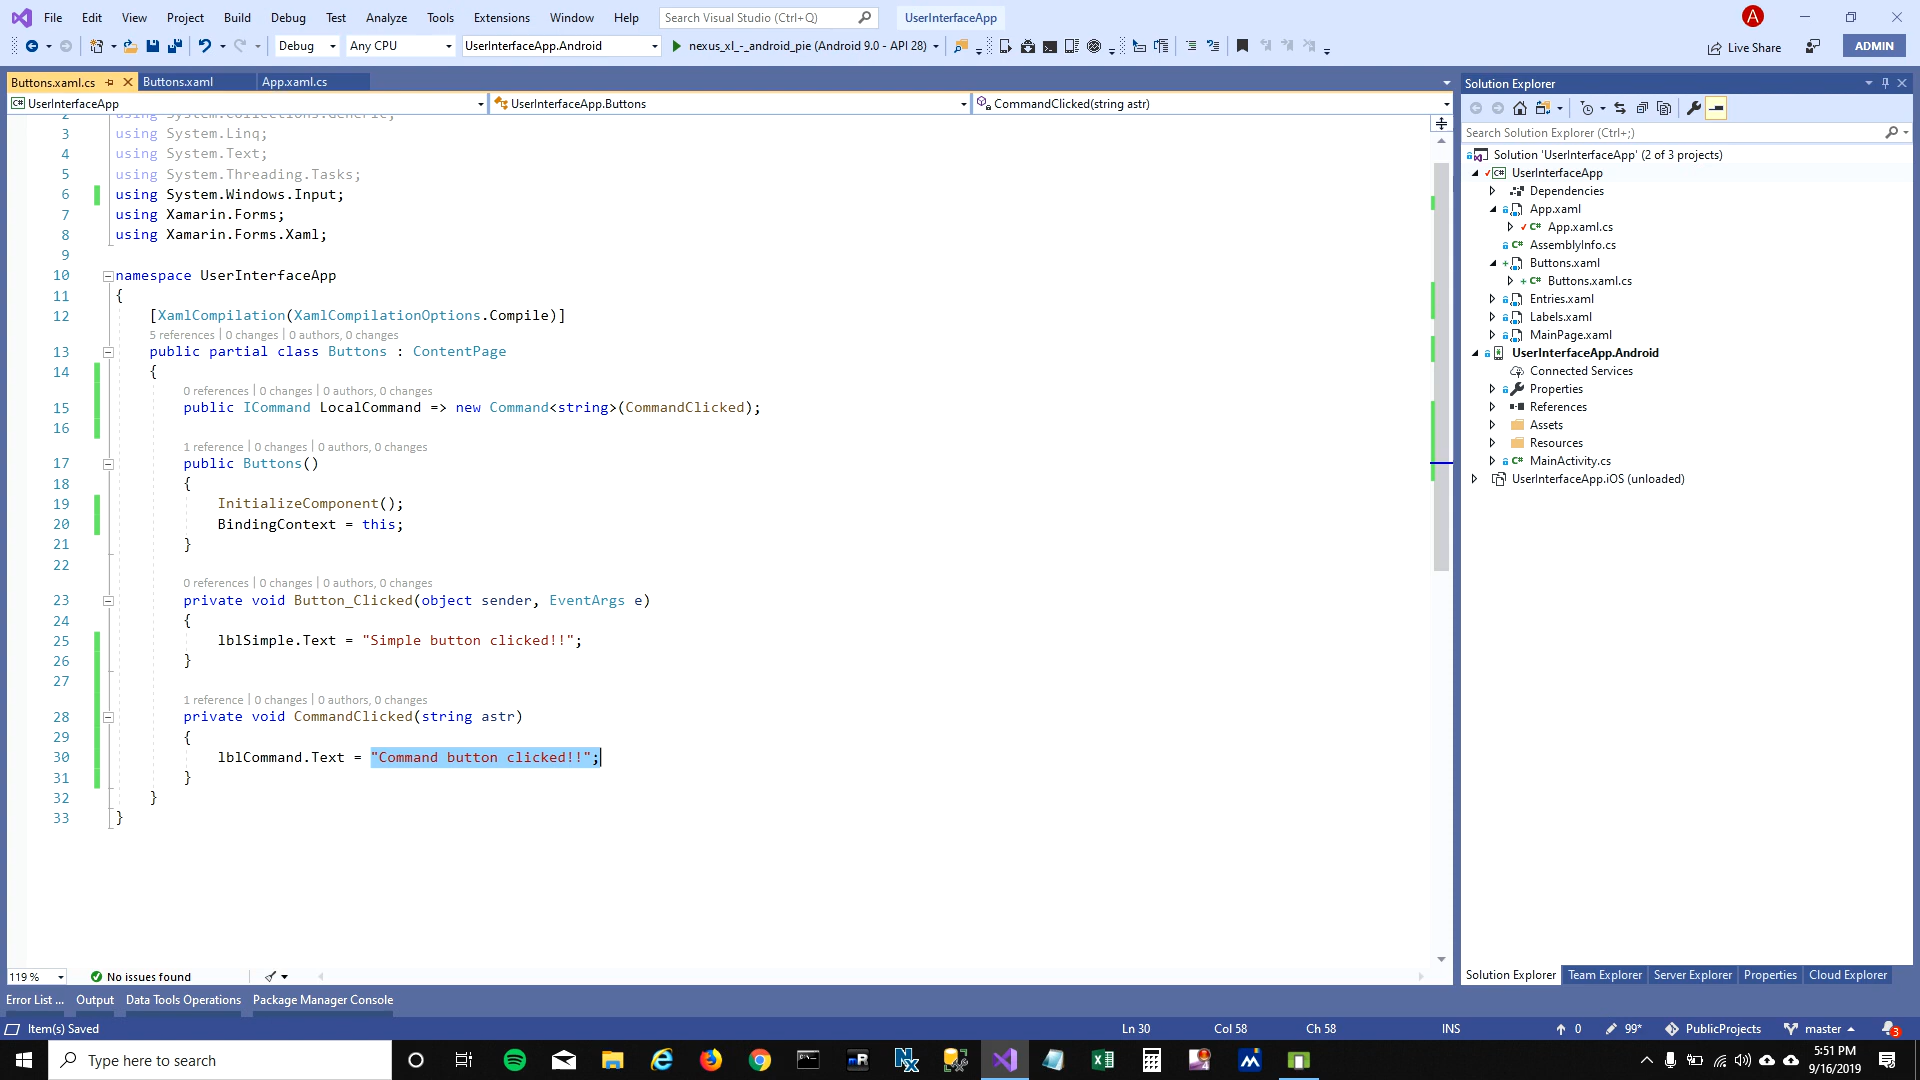 File Edit View Project Build Debug Test Analyze Tools Extensions Window Help Search Visual Studio (Ctrl+Q) UserInterfaceApp A
Debug Any CPU UserInterfaceApp.Android nexus_xl_-_android_pie (Android 9.0 - API 28) Live Share ADMIN
Buttons.xaml.cs Buttons.xaml App.xaml.cs
UserInterfaceApp UserInterfaceApp.Buttons CommandClicked(string astr)
2 using System.Collections.Generic;
3 using System.Linq;
4 using System.Text;
5 using System.Threading.Tasks;
6 using System.Windows.Input;
7 using Xamarin.Forms;
8 using Xamarin.Forms.Xaml;
9
10 namespace UserInterfaceApp
11 {
12 [XamlCompilation(XamlCompilationOptions.Compile)]
5 references | 0 changes | 0 authors, 0 changes
13 public partial class Buttons : ContentPage
14 {
0 references | 0 changes | 0 authors, 0 changes
15 public ICommand LocalCommand => new Command<string>(CommandClicked);
16
1 reference | 0 changes | 0 authors, 0 changes
17 public Buttons()
18 {
19 InitializeComponent();
20 BindingContext = this;
21 }
22
0 references | 0 changes | 0 authors, 0 changes
23 private void Button_Clicked(object sender, EventArgs e)
24 {
25 lblSimple.Text = "Simple button clicked!!";
26 }
27
1 reference | 0 changes | 0 authors, 0 changes
28 private void CommandClicked(string astr)
29 {
30 lblCommand.Text = "Command button clicked!!";
31 }
32 }
33 }
119 % No issues found
Solution Explorer
Search Solution Explorer (Ctrl+;)
Solution 'UserInterfaceApp' (2 of 3 projects)
UserInterfaceApp
Dependencies
App.xaml
App.xaml.cs
AssemblyInfo.cs
Buttons.xaml
Buttons.xaml.cs
Entries.xaml
Labels.xaml
MainPage.xaml
UserInterfaceApp.Android
Connected Services
Properties
References
Assets
Resources
MainActivity.cs
UserInterfaceApp.iOS (unloaded)
Solution Explorer Team Explorer Server Explorer Properties Cloud Explorer
Error List ... Output Data Tools Operations Package Manager Console
Item(s) Saved Ln 30 Col 58 Ch 58 INS 0 99* PublicProjects master 3
Type here to search 5:51 PM
9/16/2019